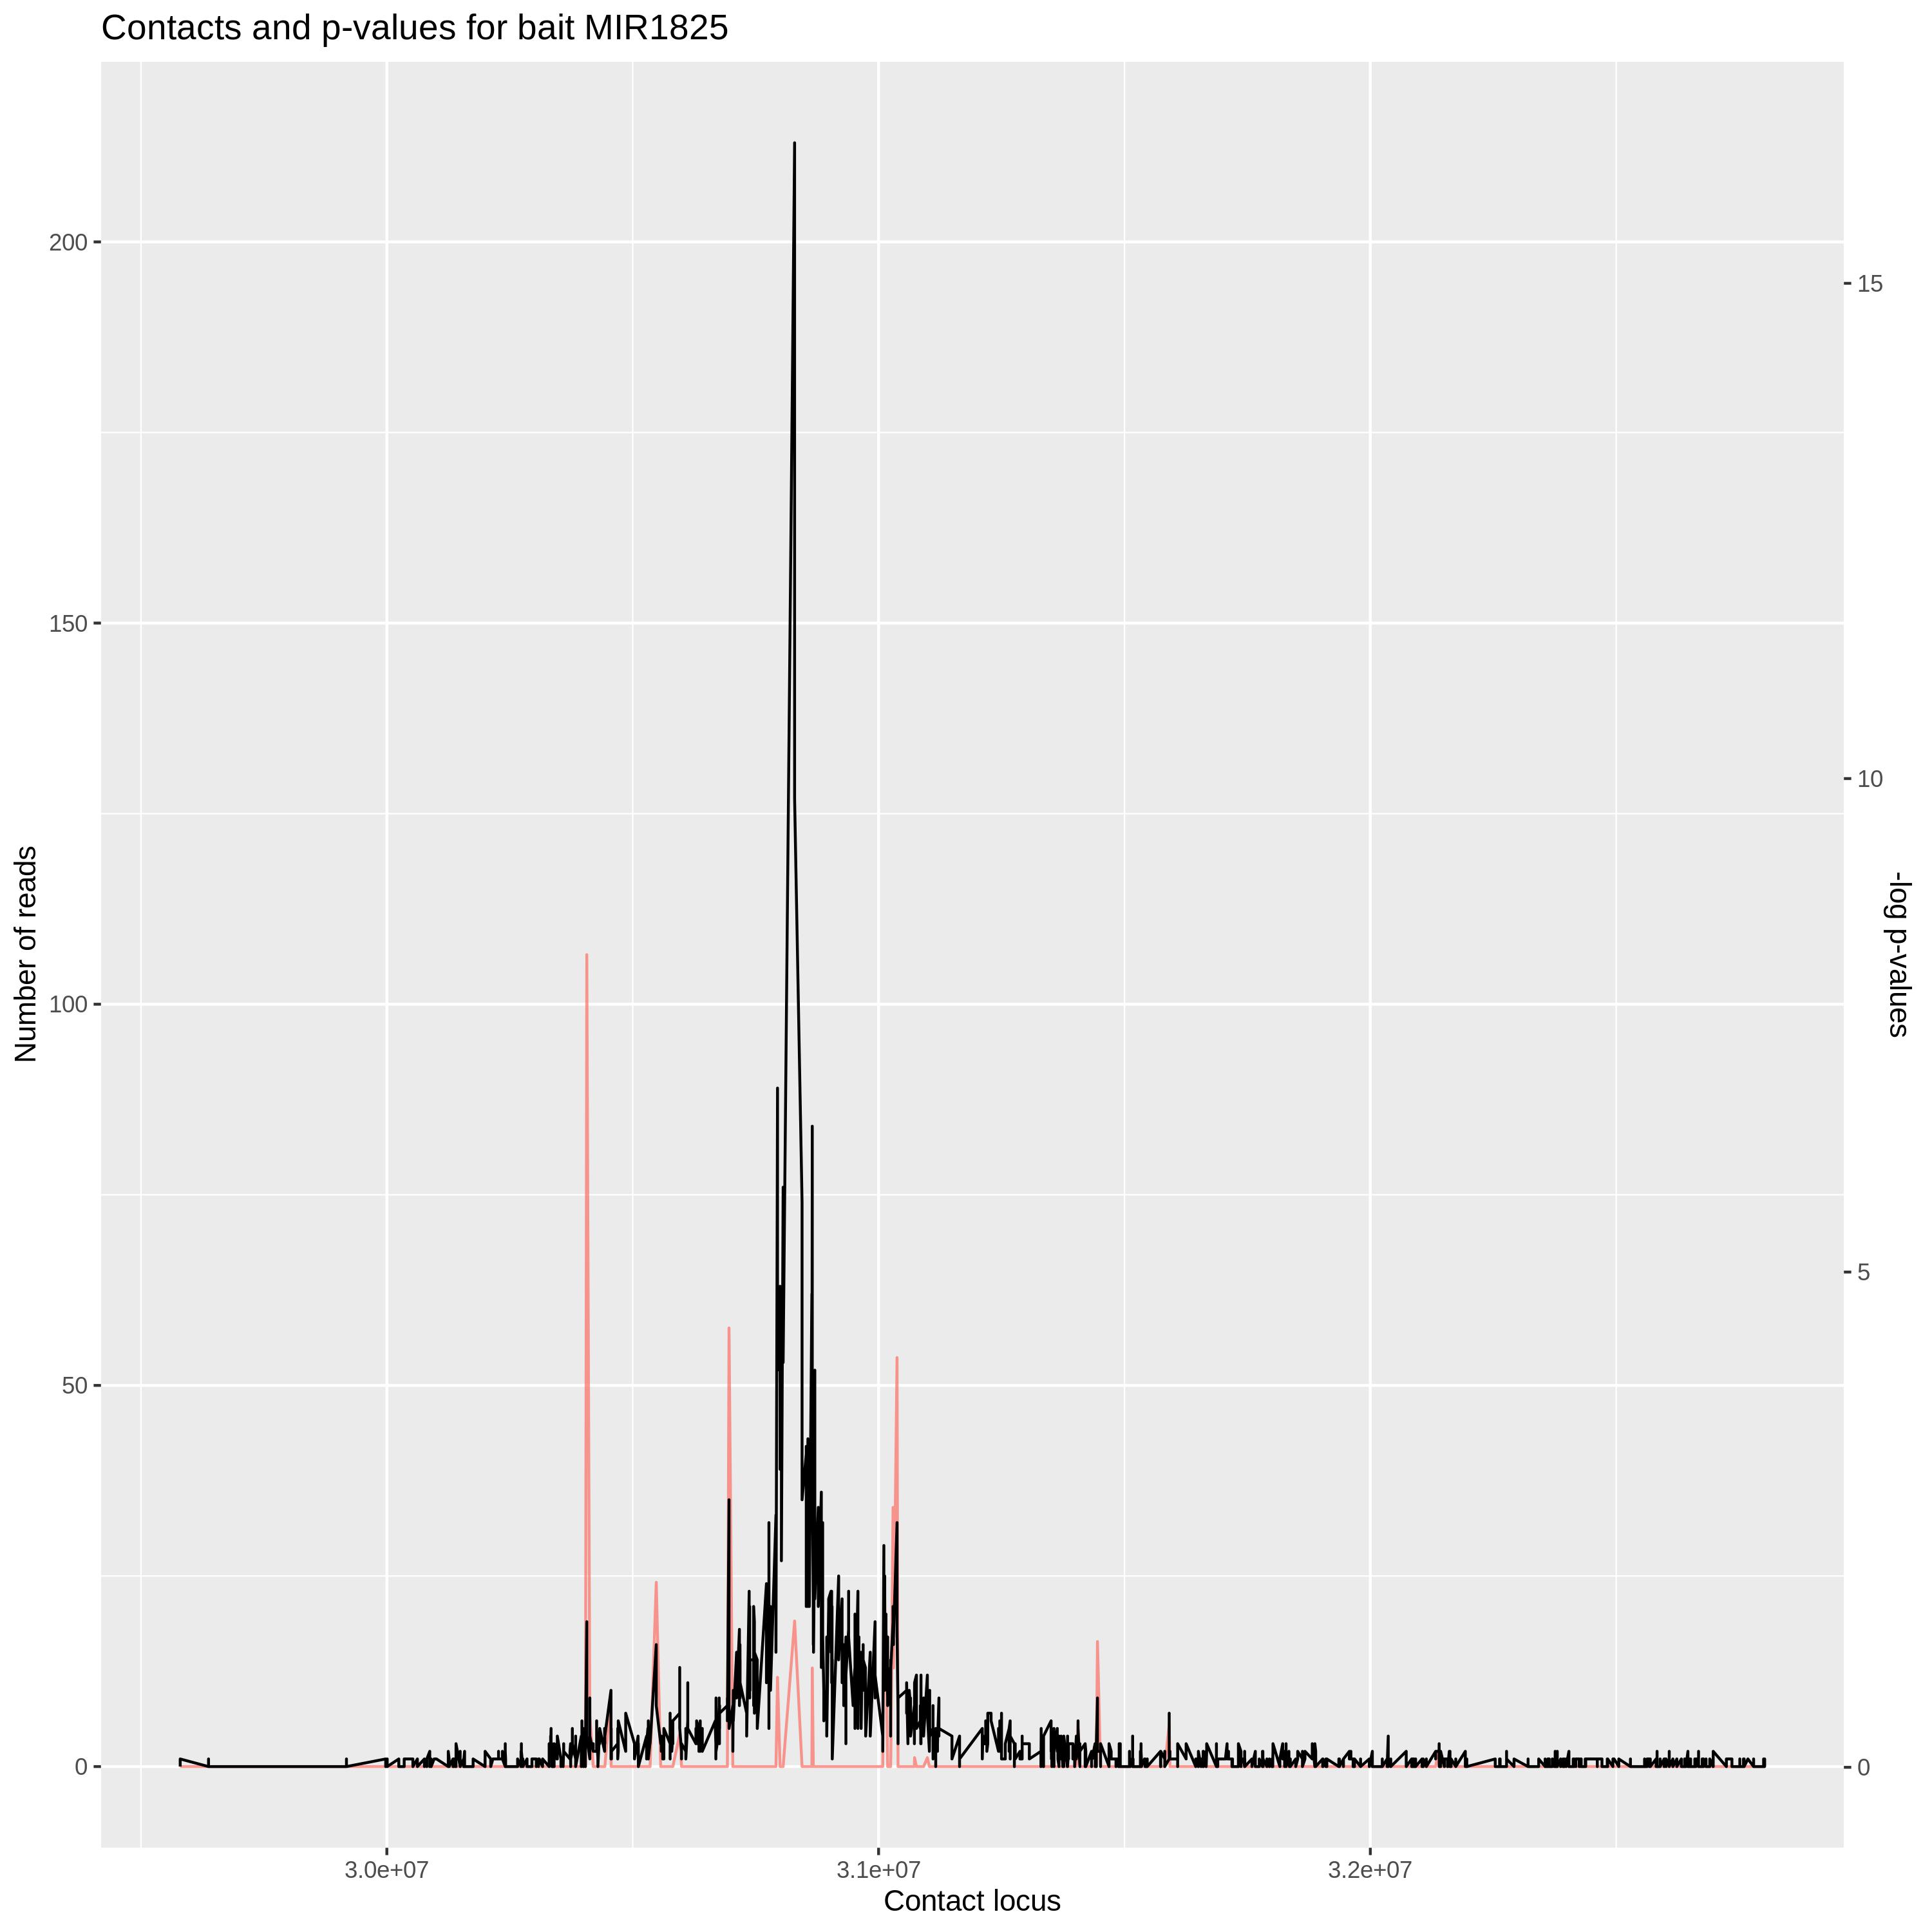 Contacts and p-values for bait MIR1825
200
150
100
50
0
Number of reads
15
10
5
0
-log p-values
3.0e+07
3.1e+07
3.2e+07
Contact locus